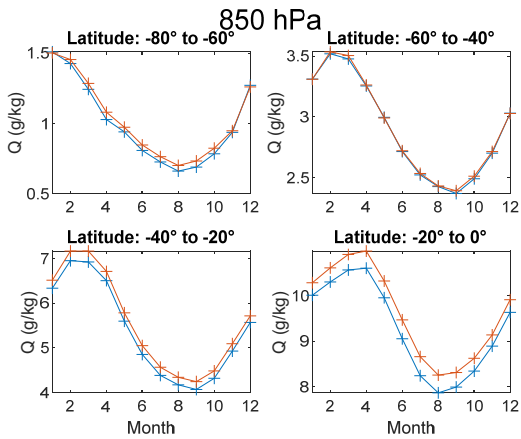 850 hPa
Latitude: -80° to -60°
Q (g/kg)
1.5
1
0.5
2 4 6 8 10 12
Latitude: -60° to -40°
Q (g/kg)
3.5
3
2.5
2 4 6 8 10 12
Latitude: -40° to -20°
Q (g/kg)
7
6
5
4
2 4 6 8 10 12
Month
Latitude: -20° to 0°
Q (g/kg)
10
9
8
2 4 6 8 10 12
Month